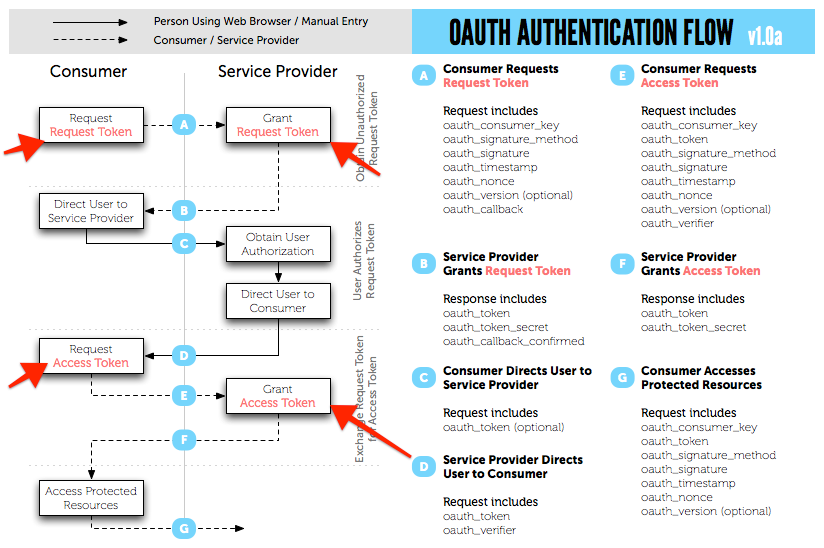 Person Using Web Browser / Manual Entry
Consumer / Service Provider
OAUTH AUTHENTICATION FLOW v1.0a
Consumer
Service Provider
Request
Request Token
A
Grant
Request Token
Obtain Unauthorized
Request Token
Direct User to
Service Provider
B
C
Obtain User
Authorization
Direct User to
Consumer
User Authorizes
Request Token
Request
Access Token
D
E
Grant
Access Token
F
Exchange Request Token
for Access Token
Access Protected
Resources
G
A
Consumer Requests
Request Token
Request includes
oauth_consumer_key
oauth_signature_method
oauth_signature
oauth_timestamp
oauth_nonce
oauth_version (optional)
oauth_callback
B
Service Provider
Grants Request Token
Response includes
oauth_token
oauth_token_secret
oauth_callback_confirmed
C
Consumer Directs User to
Service Provider
Request includes
oauth_token (optional)
D
Service Provider Directs
User to Consumer
Request includes
oauth_token
oauth_verifier
E
Consumer Requests
Access Token
Request includes
oauth_consumer_key
oauth_token
oauth_signature_method
oauth_signature
oauth_timestamp
oauth_nonce
oauth_version (optional)
oauth_verifier
F
Service Provider
Grants Access Token
Response includes
oauth_token
oauth_token_secret
G
Consumer Accesses
Protected Resources
Request includes
oauth_consumer_key
oauth_token
oauth_signature_method
oauth_signature
oauth_timestamp
oauth_nonce
oauth_version (optional)